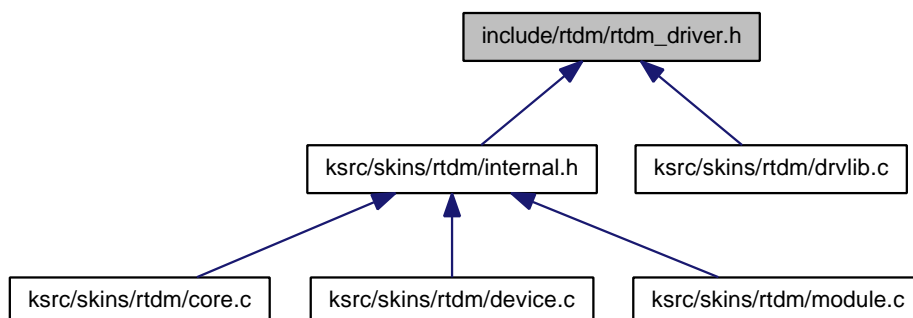 include/rtdm/rtdm_driver.h
ksrc/skins/rtdm/internal.h
ksrc/skins/rtdm/drvlib.c
ksrc/skins/rtdm/core.c
ksrc/skins/rtdm/device.c
ksrc/skins/rtdm/module.c